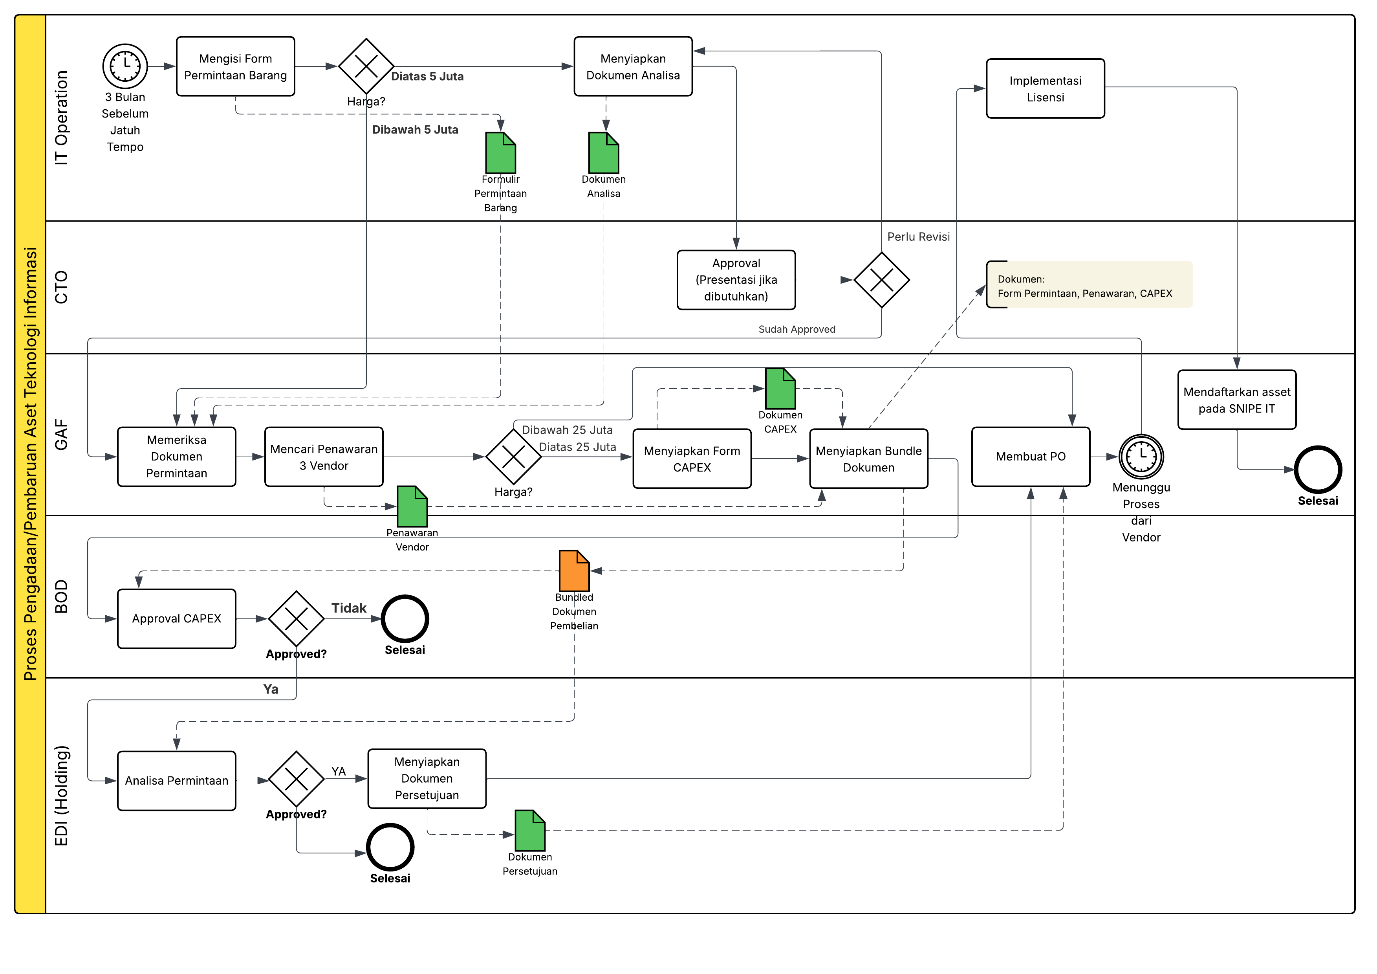 Proses Pengadaan/Pembaruan Aset Teknologi Informasi
IT Operation
3 Bulan
Sebelum
Jatuh
Tempo
Mengisi Form
Permintaan Barang
Harga?
Diatas 5 Juta
Dibawah 5 Juta
Menyiapkan
Dokumen Analisa
Formulir
Permintaan
Barang
Dokumen
Analisa
Implementasi
Lisensi
CTO
Approval
(Presentasi jika
dibutuhkan)
Perlu Revisi
Sudah Approved
Dokumen:
Form Permintaan, Penawaran, CAPEX
GAF
Memeriksa
Dokumen
Permintaan
Mencari Penawaran
3 Vendor
Penawaran
Vendor
Harga?
Dibawah 25 Juta
Diatas 25 Juta
Menyiapkan Form
CAPEX
Dokumen
CAPEX
Menyiapkan Bundle
Dokumen
Membuat PO
Menunggu
Proses
dari
Vendor
Mendaftarkan asset
pada SNIPE IT
Selesai
BOD
Approval CAPEX
Approved?
Tidak
Selesai
Ya
Bundled
Dokumen
Pembelian
EDI (Holding)
Analisa Permintaan
Approved?
YA
Menyiapkan
Dokumen
Persetujuan
Selesai
Dokumen
Persetujuan